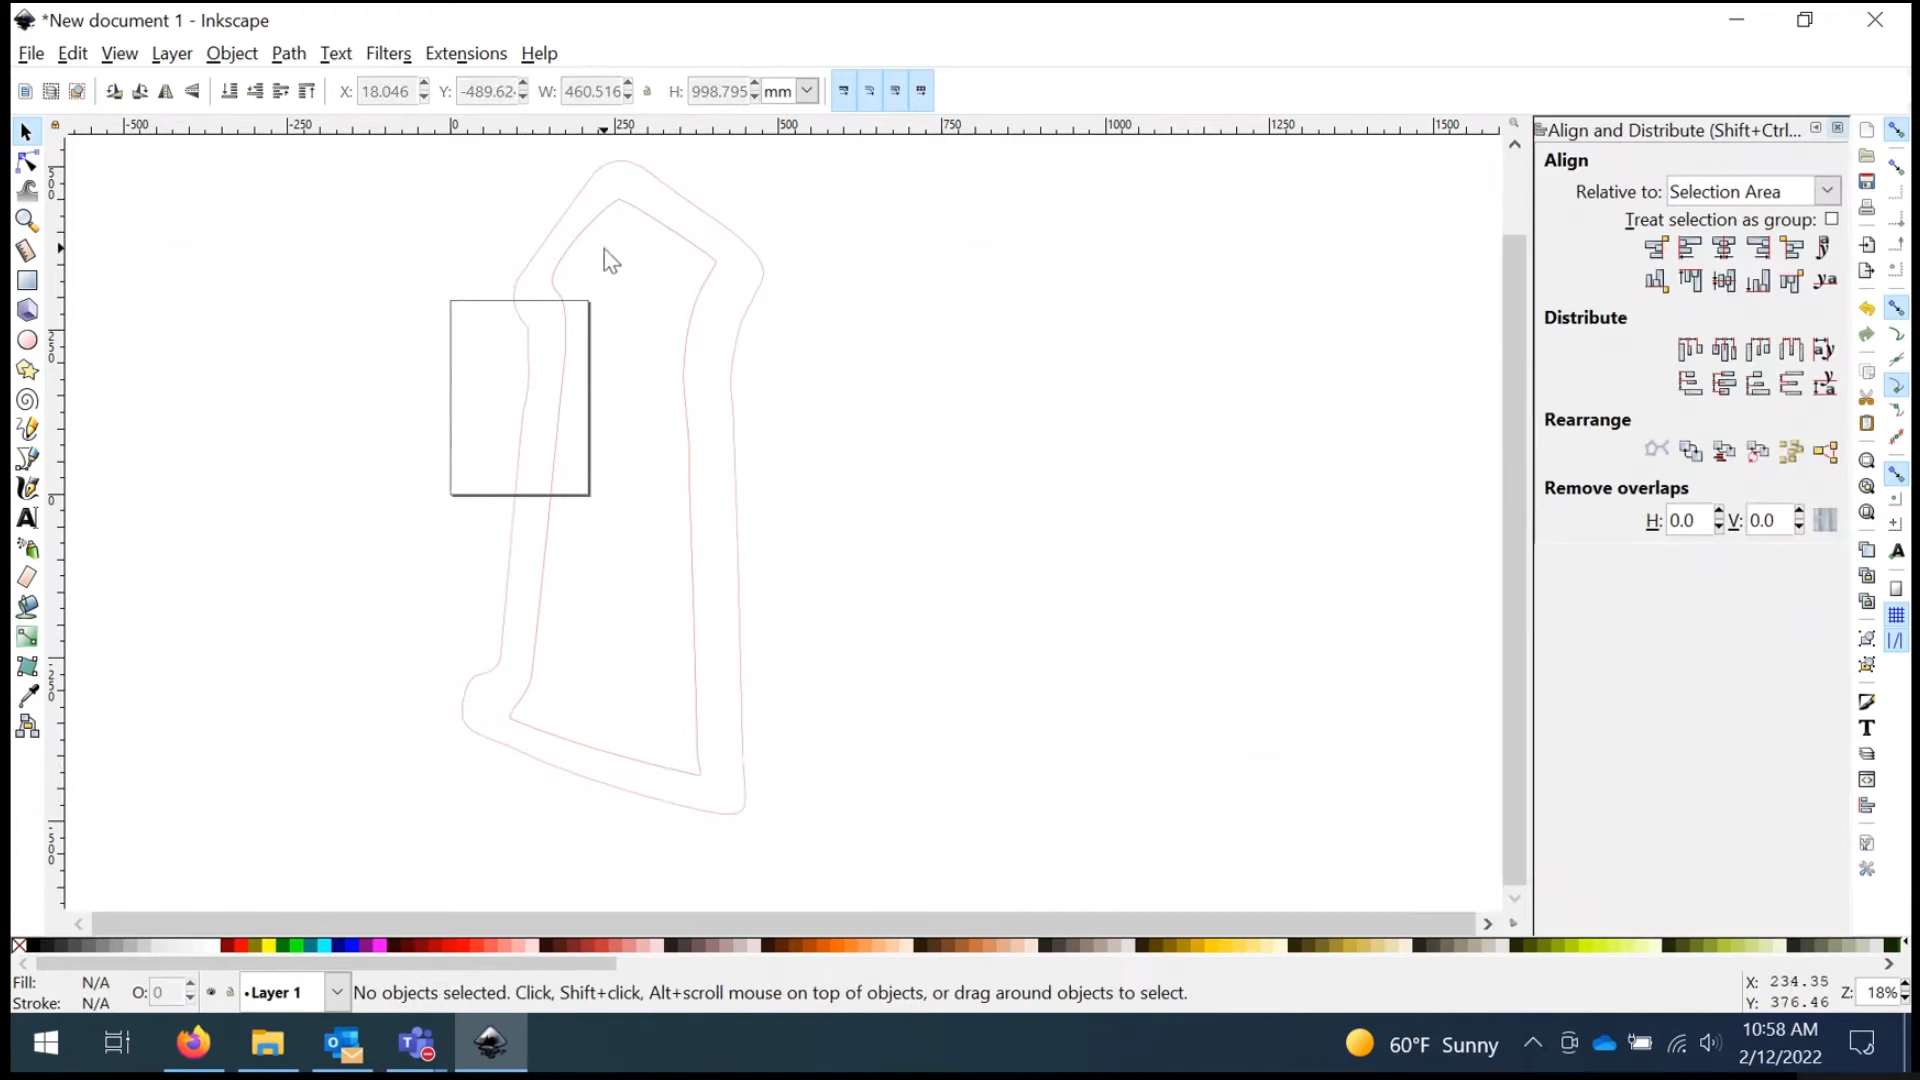 *New document 1 - Inkscape
File Edit View Layer Object Path Filters Extensions Help
X: 18.046 Y: -489.62 W: 460.516 H: 998.795 mm
-500 -250 0 250 500 750 1000 1250 1500
Align and Distribute (Shift+Ctrl...
Align
Relative to: Selection Area
Treat selection as group:
Distribute
Rearrange
Remove overlaps
H: 0.0 V: 0.0
Fill: N/A
Stroke: N/A
O: 0
•Layer 1
No objects selected. Click, Shift+click, Alt+scroll mouse on top of objects, or drag around objects to select.
X: 234.35
Y: 376.46
Z: 18%
60°F Sunny
10:58 AM
2/12/2022